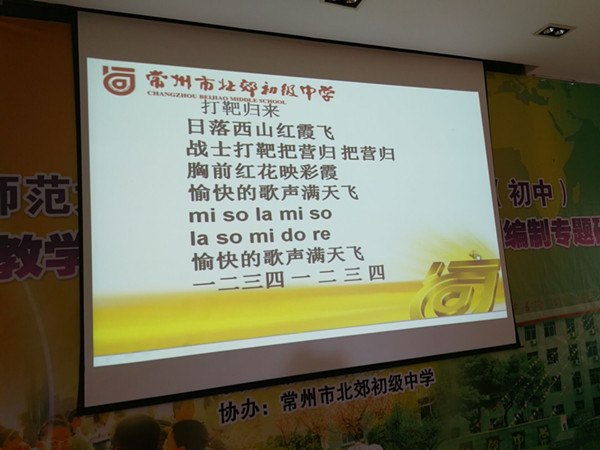 常州市北郊初级中学
CHANGZHOU BEIJIAO MIDDLE SCHOOL
打靶归来
日落西山红霞飞
战士打靶把营归 把营归
胸前红花映彩霞
愉快的歌声满天飞
mi so la mi so
la so mi do re
愉快的歌声满天飞
一二三四 一 二 三 四
师范
(初中)
教学
编制专题
协办：常州市北郊初级中学